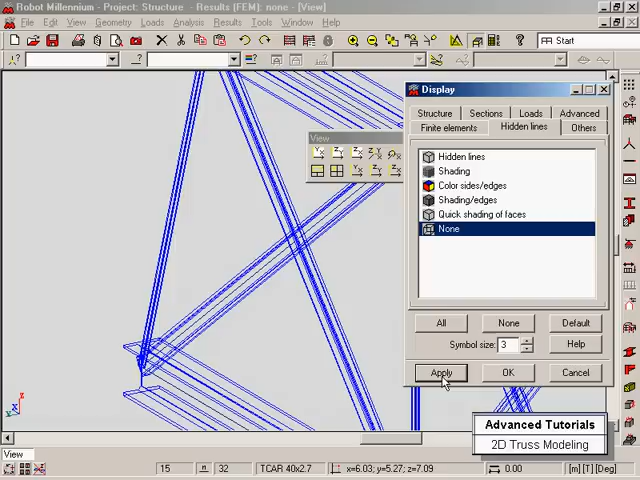 Robot Millennium - Project: Structure - Results (FEM): none - [View]
File Edit View Geometry Loads Analysis Results Tools Window Help
Start
Display
Structure Sections Loads Advanced
Finite elements Hidden lines Others
View
Hidden lines
Shading
Color sides/edges
Shading/edges
Quick shading of faces
None
All None Default
Symbol size: 3 Help
Apply OK Cancel
Advanced Tutorials
2D Truss Modeling
View
15 32 TCAR 40x2.7 x=6.03; y=5.27; z=7.09 0.00 [m] [T] [Deg]